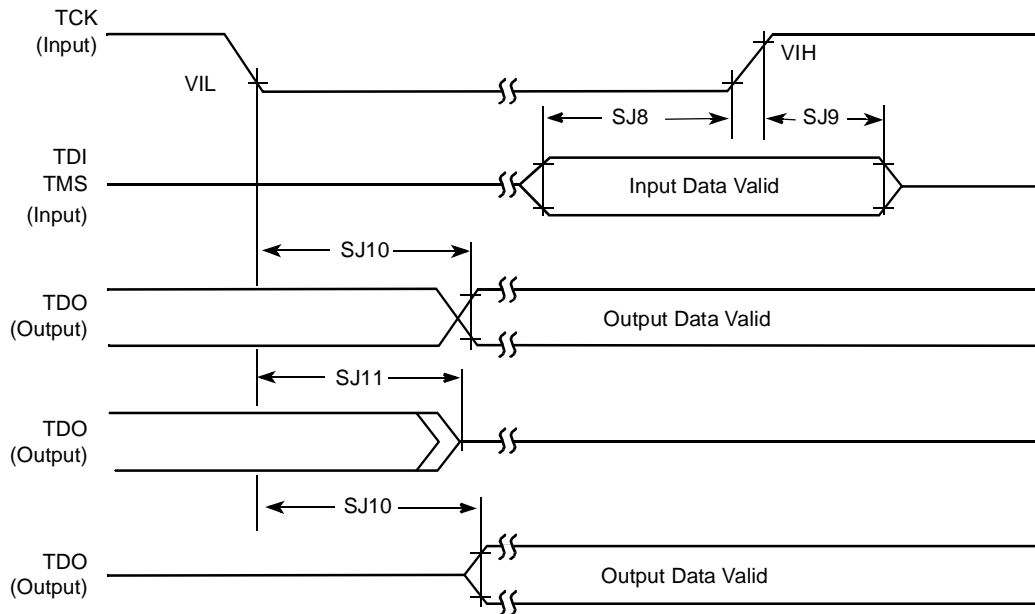 TCK
(Input)
VIL
VIH
SJ8
SJ9
TDI
TMS
(Input)
Input Data Valid
SJ10
TDO
(Output)
Output Data Valid
SJ11
TDO
(Output)
SJ10
TDO
(Output)
Output Data Valid